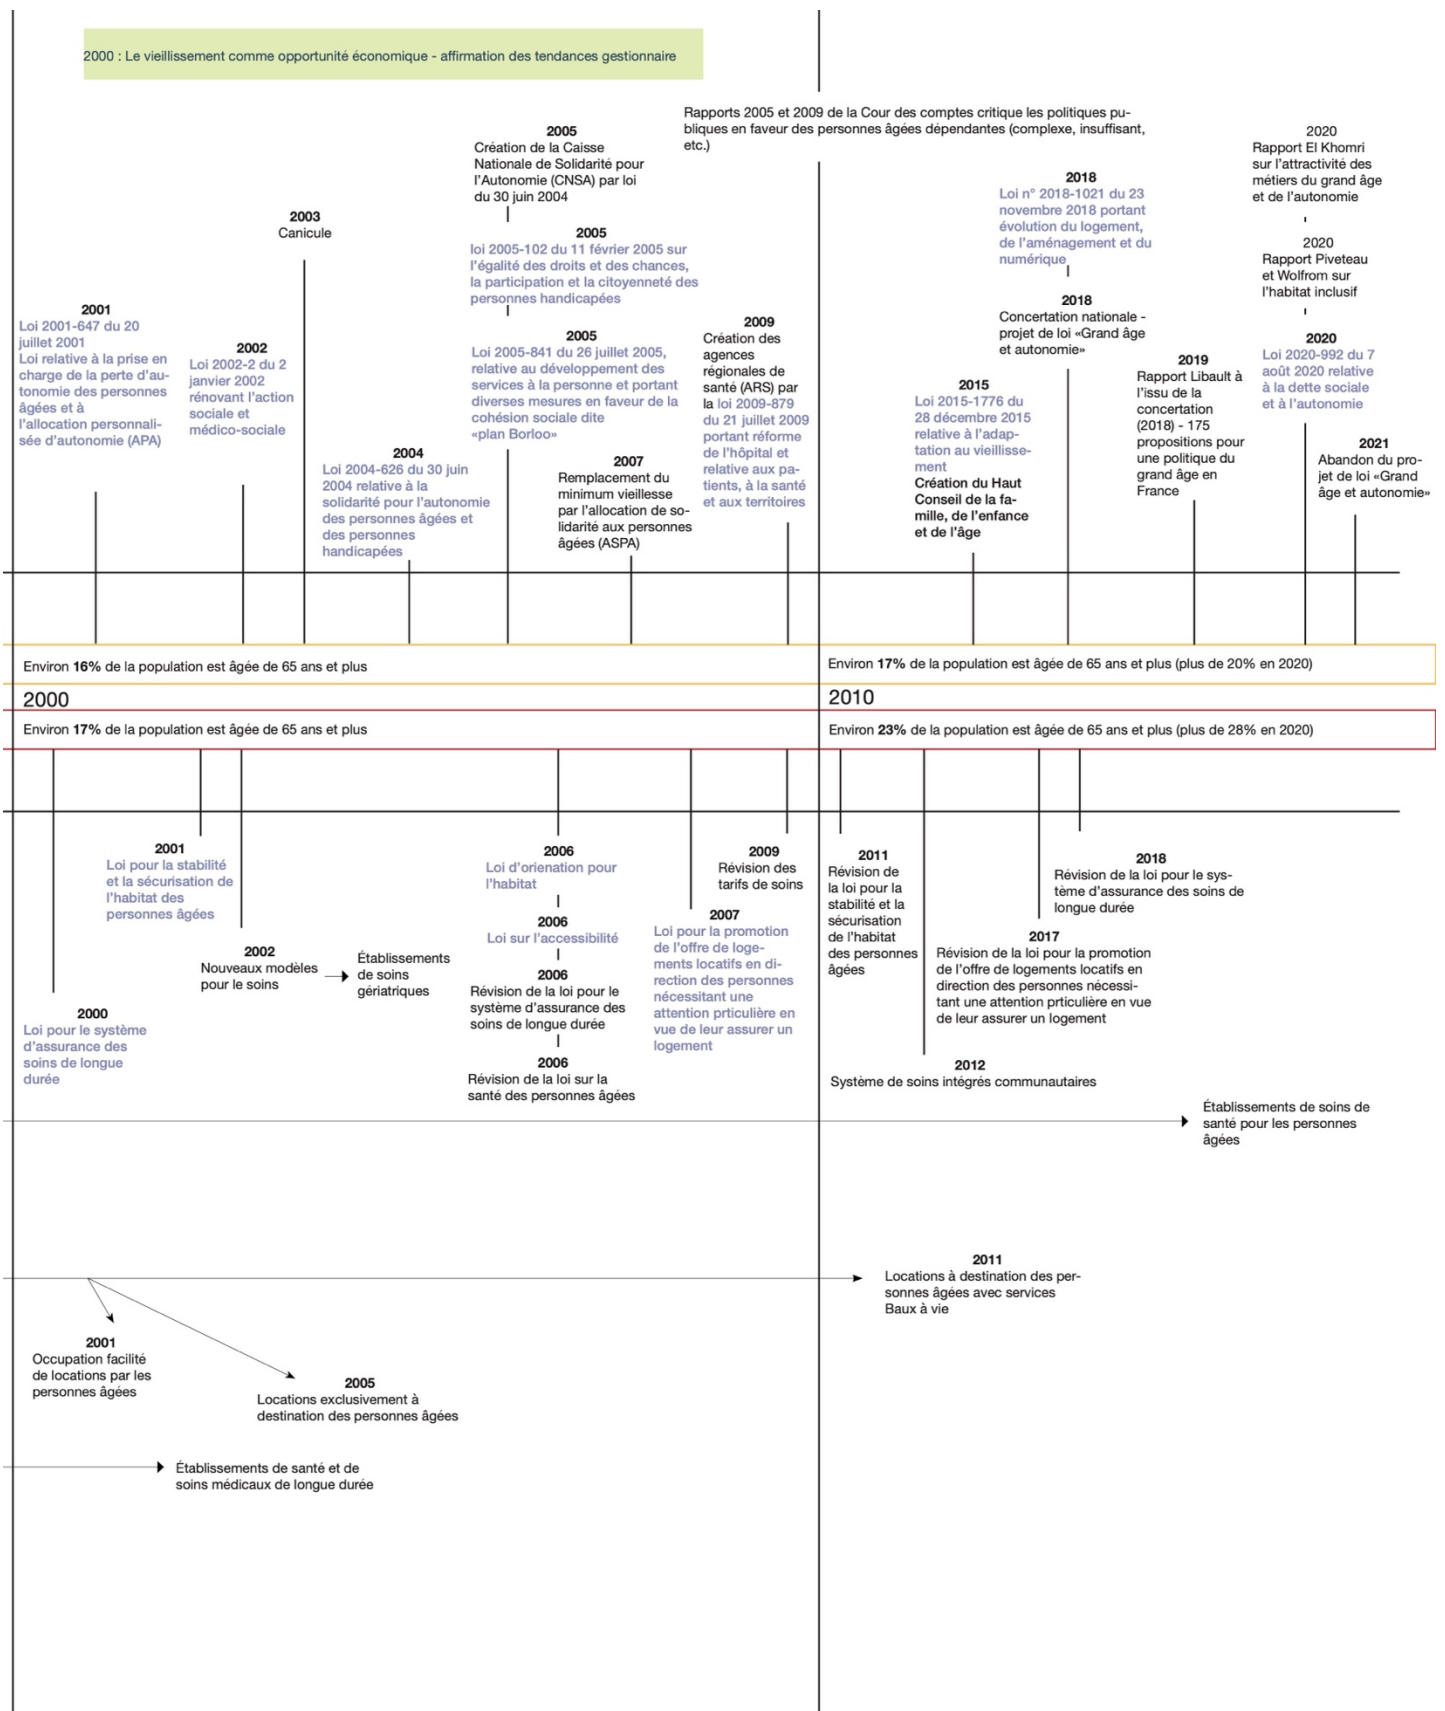 2000 : Le vieillissement comme opportunité économique - affirmation des tendances gestionnaire
Rapports 2005 et 2009 de la Cour des comptes critique les politiques pu-
bliques en faveur des personnes âgées dépendantes (complexe, insuffisant,
etc.)
2001
Loi 2001-647 du 20
juillet 2001
Loi relative à la prise en
charge de la perte d'au-
tonomie des personnes
âgées et à
l'allocation personnali-
sée d'autonomie (APA)
2002
Loi 2002-2 du 2
janvier 2002
rénovant l'action
sociale et
médico-sociale
2003
Canicule
2004
Loi 2004-626 du 30 juin
2004 relative à la
solidarité pour l'autonomie
des personnes âgées et
des personnes
handicapées
2005
Création de la Caisse
Nationale de Solidarité pour
l'Autonomie (CNSA) par loi
du 30 juin 2004
2005
loi 2005-102 du 11 février 2005 sur
l'égalité des droits et des chances,
la participation et la citoyenneté des
personnes handicapées
2005
Loi 2005-841 du 26 juillet 2005,
relative au développement des
services à la personne et portant
diverses mesures en faveur de la
cohésion sociale dite
«plan Borloo»
2007
Remplacement du
minimum vieillesse
par l'allocation de so-
lidarité aux personnes
âgées (ASPA)
2009
Création des
agences
régionales de
santé (ARS) par
la loi 2009-879
du 21 juillet 2009
portant réforme
de l'hôpital et
relative aux pa-
tients, à la santé
et aux territoires
2015
Loi 2015-1776 du
28 décembre 2015
relative à l'adap-
tation au vieillisse-
ment
Création du Haut
Conseil de la fa-
mille, de l'enfance
et de l'âge
2018
Loi n° 2018-1021 du 23
novembre 2018 portant
évolution du logement,
de l'aménagement et du
numérique
2018
Concertation nationale -
projet de loi «Grand âge
et autonomie»
2019
Rapport Libault à
l'issu de la
concertation
(2018) - 175
propositions pour
une politique du
grand âge en
France
2020
Rapport El Khomri
sur l'attractivité des
métiers du grand âge
et de l'autonomie
2020
Rapport Piveteau
et Wolfrom sur
l'habitat inclusif
2020
Loi 2020-992 du 7
août 2020 relative
à la dette sociale
et à l'autonomie
2021
Abandon du pro-
jet de loi «Grand
âge et autonomie»
Environ 16% de la population est âgée de 65 ans et plus
Environ 17% de la population est âgée de 65 ans et plus (plus de 20% en 2020)
2000
2010
Environ 17% de la population est âgée de 65 ans et plus
Environ 23% de la population est âgée de 65 ans et plus (plus de 28% en 2020)
2000
Loi pour le système
d'assurance des
soins de longue
durée
2001
Loi pour la stabilité
et la sécurisation de
l'habitat des
personnes âgées
2002
Nouveaux modèles
pour le soins
Établissements
de soins
gériatriques
2006
Loi d'orienation pour
l'habitat
2006
Loi sur l'accessibilité
2006
Révision de la loi pour le
système d'assurance des
soins de longue durée
2006
Révision de la loi sur la
santé des personnes âgées
2007
Loi pour la promotion
de l'offre de loge-
ments locatifs en di-
rection des personnes
nécessitant une
attention prticulière en
vue de leur assurer un
logement
2009
Révision des
tarifs de soins
2011
Révision de
la loi pour la
stabilité et la
sécurisation
de l'habitat
des personnes
âgées
2012
Système de soins intégrés communautaires
2017
Révision de la loi pour la promotion
de l'offre de logements locatifs en
direction des personnes nécessi-
tant une attention prticulière en vue
de leur assurer un logement
2018
Révision de la loi pour le sys-
tème d'assurance des soins de
longue durée
Établissements de soins de
santé pour les personnes
âgées
2011
Locations à destination des per-
sonnes âgées avec services
Baux à vie
2001
Occupation facilité
de locations par les
personnes âgées
2005
Locations exclusivement à
destination des personnes âgées
Établissements de santé et de
soins médicaux de longue durée